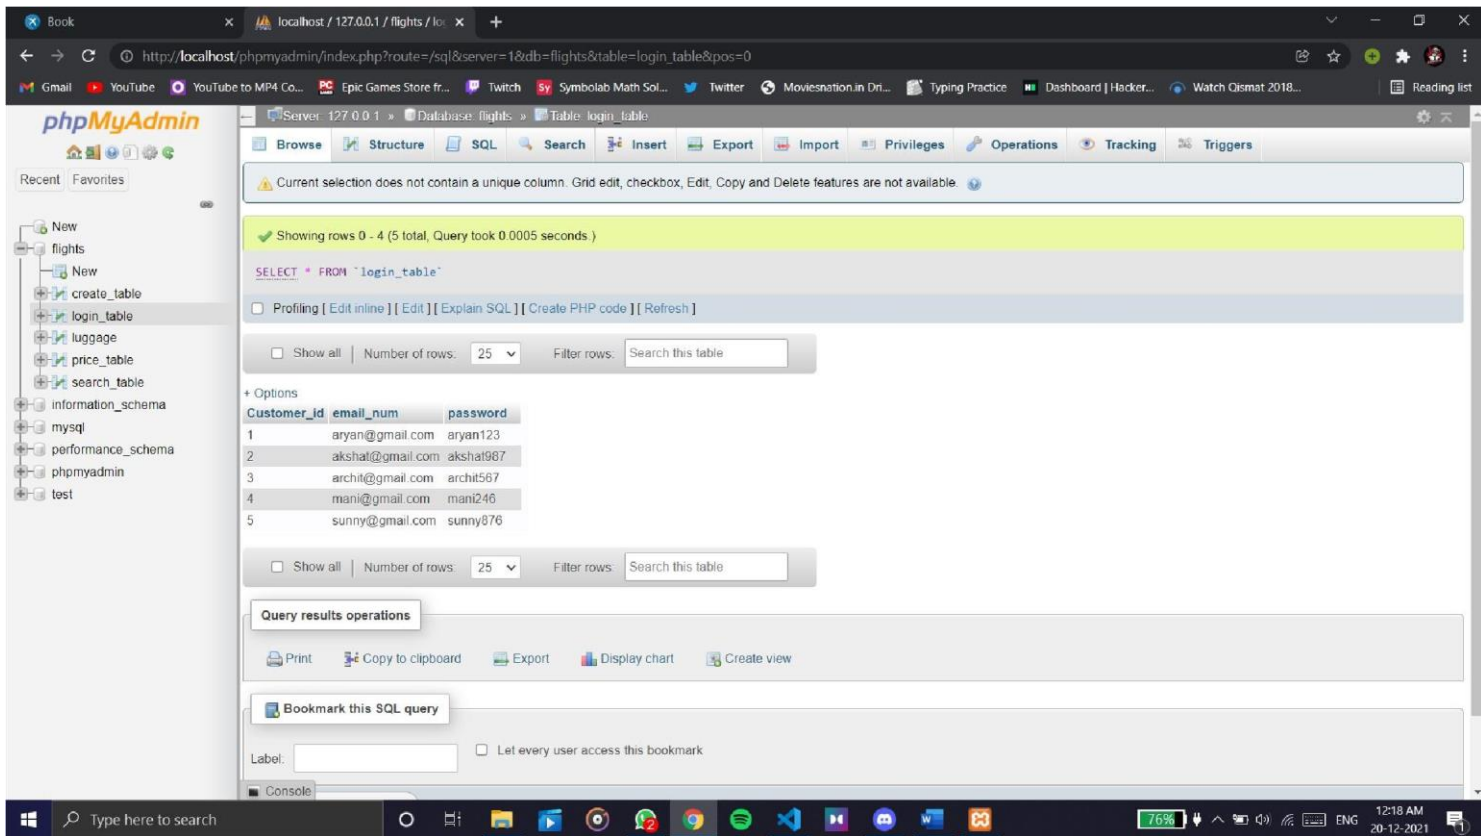 Book
localhost / 127.0.0.1 / flights / lo
http://localhost/phpmyadmin/index.php?route=/sql&server=1&db=flights&table=login_table&pos=0
Gmail YouTube YouTube to MP4 Co... Epic Games Store fr... Twitch Sy Symbolab Math Sol... Twitter Moviesnation.in Dri... Typing Practice Dashboard | Hacker... Watch Qismat 2018... Reading list
phpMyAdmin
Recent Favorites
New
flights
New
create_table
login_table
luggage
price_table
search_table
information_schema
mysql
performance_schema
phpmyadmin
test
Server: 127.0.0.1 » Database: flights » Table: login_table
Browse Structure SQL Search Insert Export Import Privileges Operations Tracking Triggers
Current selection does not contain a unique column. Grid edit, checkbox, Edit, Copy and Delete features are not available.
Showing rows 0 - 4 (5 total, Query took 0.0005 seconds.)
SELECT * FROM `login_table`
Profiling [ Edit inline ] [ Edit ] [ Explain SQL ] [ Create PHP code ] [ Refresh ]
Show all | Number of rows: 25 Filter rows: Search this table
+ Options
Customer_id email_num password
1 aryan@gmail.com aryan123
2 akshat@gmail.com akshat987
3 archit@gmail.com archit567
4 mani@gmail.com mani246
5 sunny@gmail.com sunny876
Show all | Number of rows: 25 Filter rows: Search this table
Query results operations
Print Copy to clipboard Export Display chart Create view
Bookmark this SQL query
Label: Let every user access this bookmark
Console
Type here to search
76% ENG 12:18 AM
20-12-2021